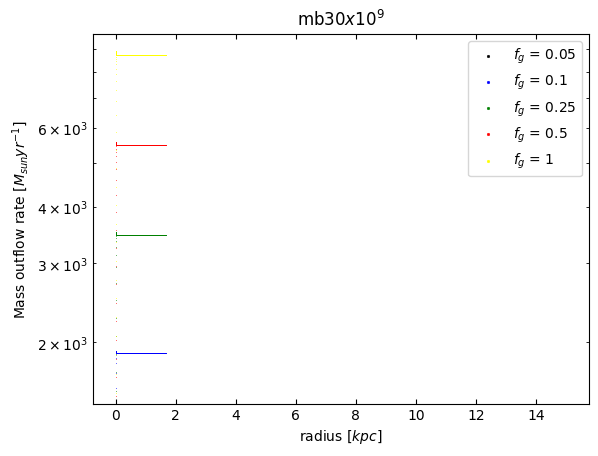 mb30x10⁹
Mass outflow rate [M_sun yr⁻¹]
6 × 10³
4 × 10³
3 × 10³
2 × 10³
f_g = 0.05
f_g = 0.1
f_g = 0.25
f_g = 0.5
f_g = 1
0 2 4 6 8 10 12 14
radius [kpc]